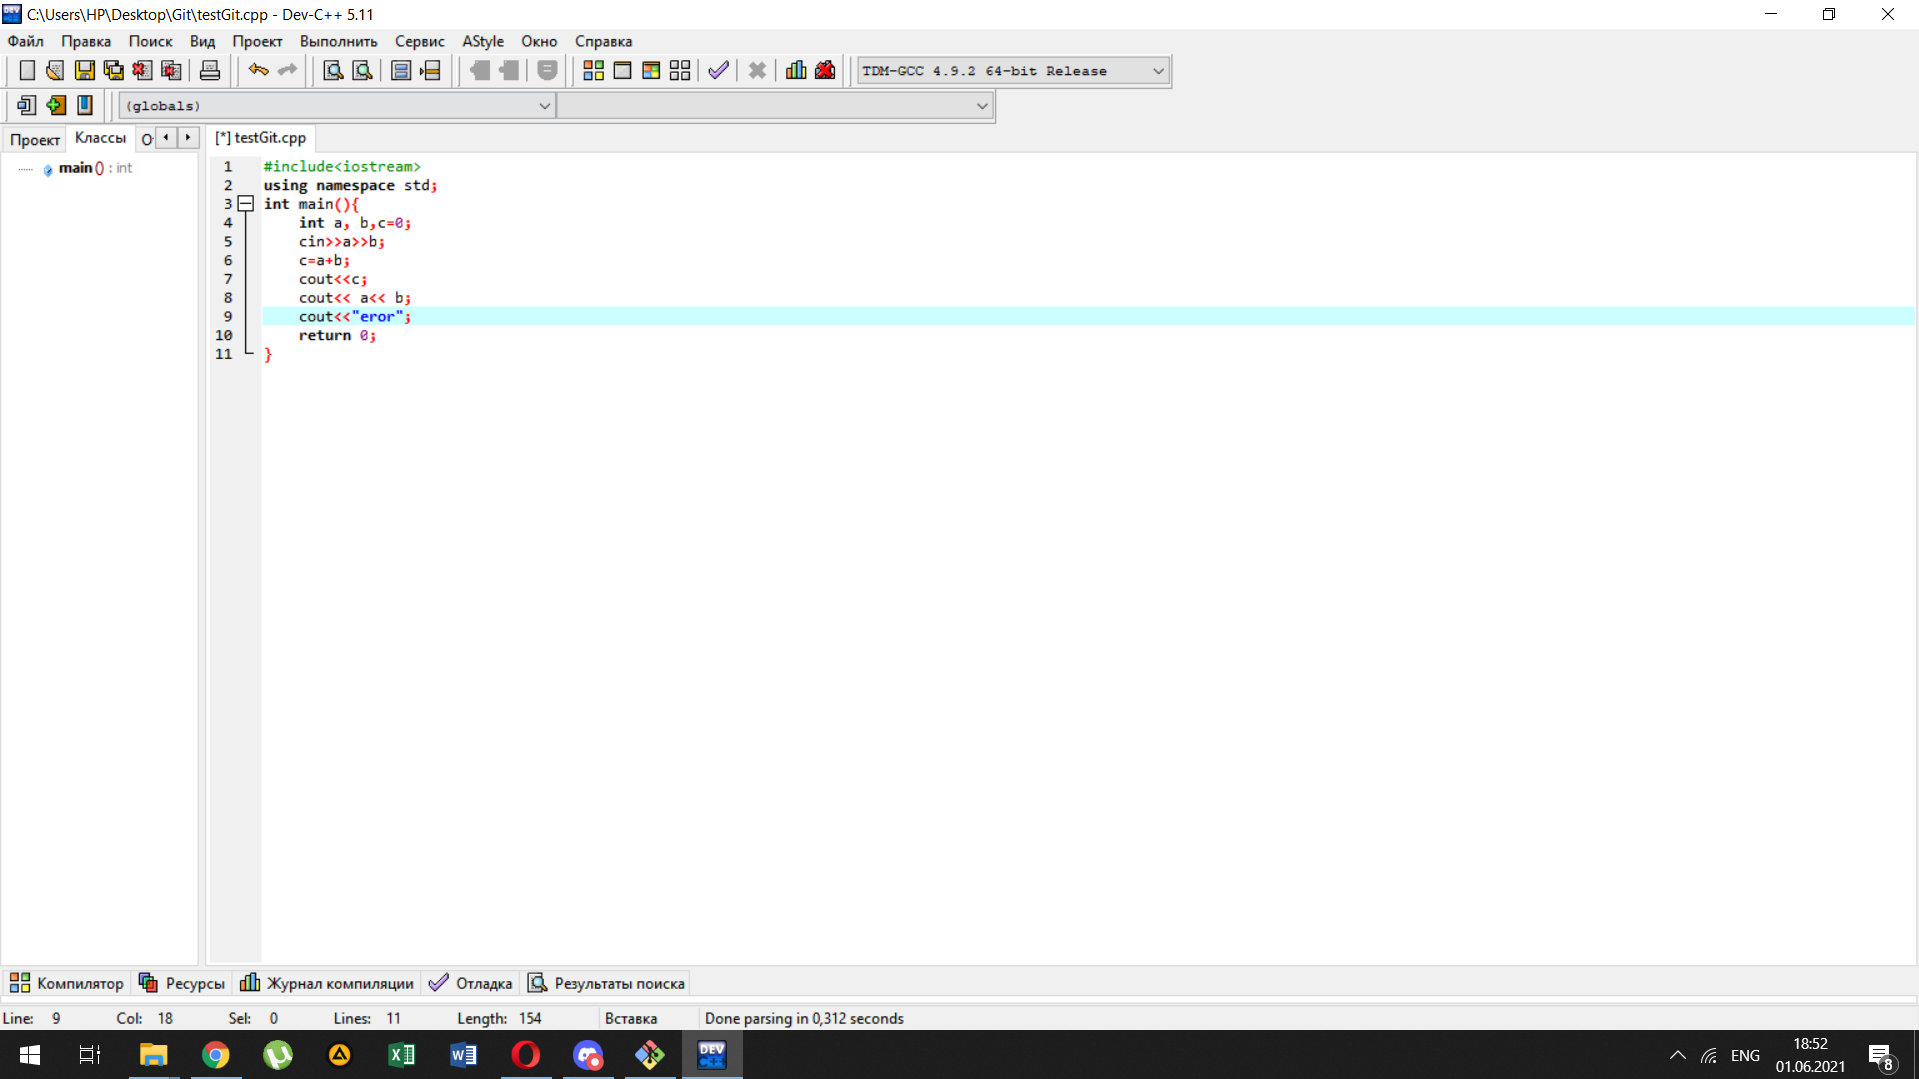 C:\Users\HP\Desktop\Git\testGit.cpp - Dev-C++ 5.11
Файл Правка Поиск Вид Проект Выполнить Сервис AStyle Окно Справка
TDM-GCC 4.9.2 64-bit Release
(globals)
Проект Классы О
[*] testGit.cpp
main () : int
1 #include<iostream>
2 using namespace std;
3 int main(){
4 int a, b,c=0;
5 cin>>a>>b;
6 c=a+b;
7 cout<<c;
8 cout<< a<< b;
9 cout<<"eror";
10 return 0;
11 }
Компилятор Ресурсы Журнал компиляции Отладка Результаты поиска
Line: 9 Col: 18 Sel: 0 Lines: 11 Length: 154 Вставка Done parsing in 0,312 seconds
DEV C++
ENG
18:52
01.06.2021
8